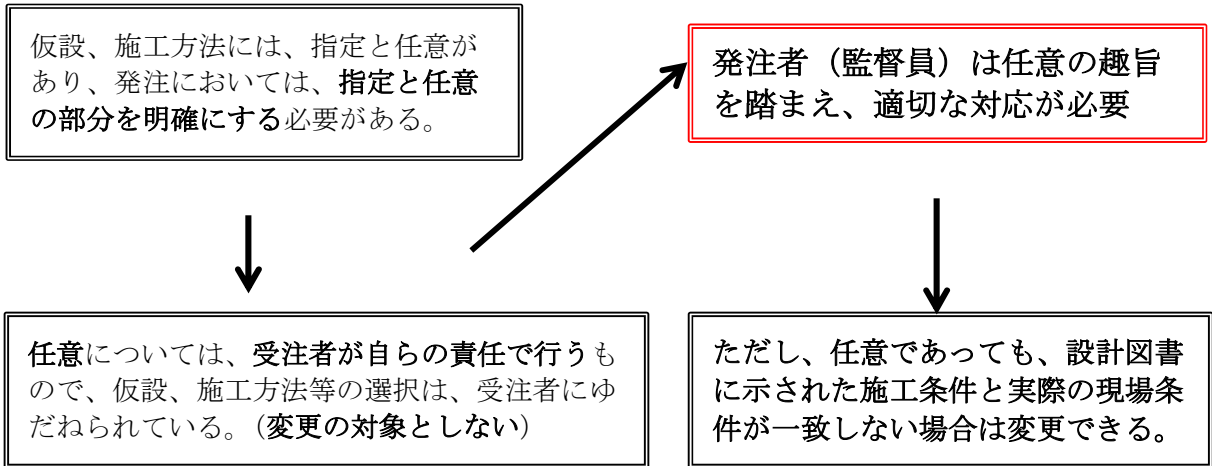 仮設、施工方法には、指定と任意が
あり、発注においては、指定と任意
の部分を明確にする必要がある。
任意については、受注者が自らの責任で行うも
ので、仮設、施工方法等の選択は、受注者にゆ
だねられている。（変更の対象としない）
発注者（監督員）は任意の趣旨
を踏まえ、適切な対応が必要
ただし、任意であっても、設計図書
に示された施工条件と実際の現場条
件が一致しない場合は変更できる。